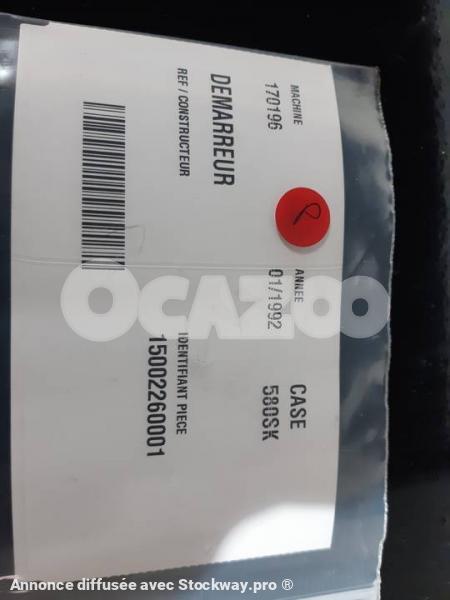 MACHINE
170196
ANNEE
01/1992
CASE
580SK
DEMARREUR
REF / CONSTRUCTEUR
IDENTIFIANT PIECE
15002260001
OCAZOO
Annonce diffusée avec Stockway.pro ®